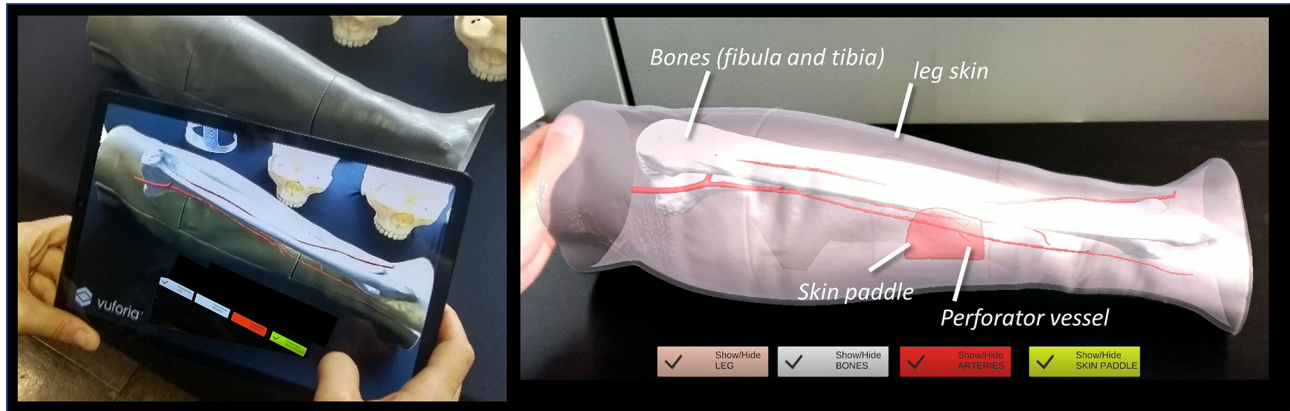 Bones (fibula and tibia)
leg skin
Skin paddle
Perforator vessel
vuforia
Show/Hide
LEG
Show/Hide
BONES
Show/Hide
ARTERIES
Show/Hide
SKIN PADDLE